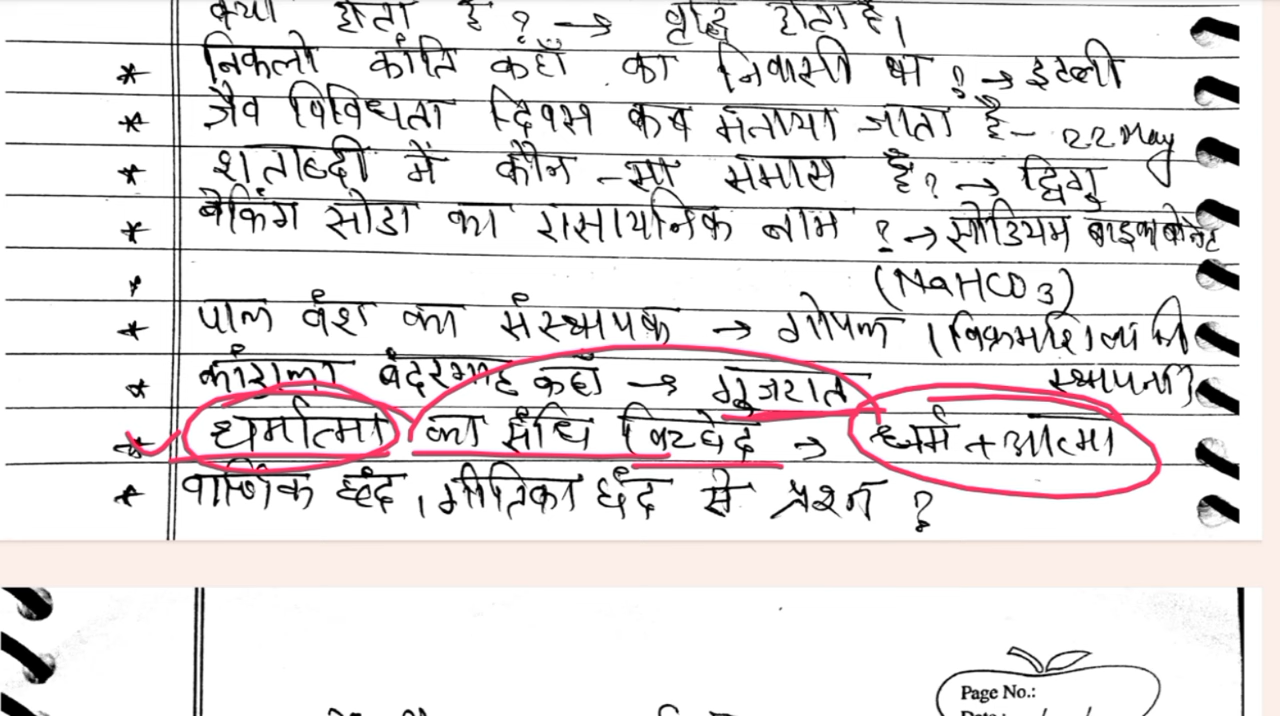 क्या होता है? → वृद्धि होता है।
* निकलो कांति कहाँ का निवासी था? → इटली
* जैव विविधता दिवस कब मनाया जाता है - 22 May
* शताब्दी में कौन-सा समास है? → द्विगु
* बेकिंग सोडा का रासायनिक नाम? → सोडियम बाइकार्बोनेट
(NaHCO3)
* पाल वंश का संस्थापक → गोपाल (विक्रमशिला की
स्थापना)
* कांडला बंदरगाह कहाँ → गुजरात
* धर्मात्मा का संधि विच्छेद → धर्म + आत्मा
* वार्णिक छंद, गीतिका छंद से प्रश्न?
Page No.: